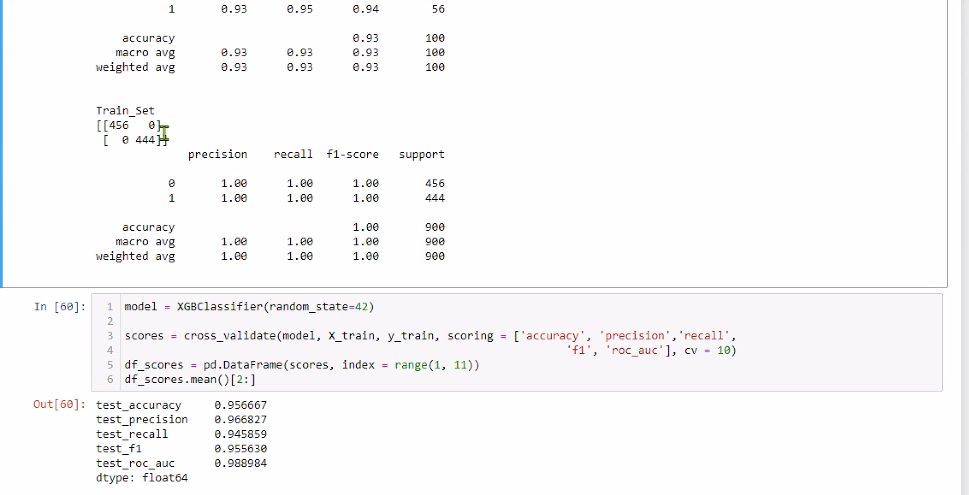 1 0.93 0.95 0.94 56
accuracy 0.93 100
macro avg 0.93 0.93 0.93 100
weighted avg 0.93 0.93 0.93 100
Train_Set
[[456 0]
[ 0 444]]
precision recall f1-score support
0 1.00 1.00 1.00 456
1 1.00 1.00 1.00 444
accuracy 1.00 900
macro avg 1.00 1.00 1.00 900
weighted avg 1.00 1.00 1.00 900
In [60]: 1 model = XGBClassifier(random_state=42)
2
3 scores = cross_validate(model, X_train, y_train, scoring = ['accuracy', 'precision','recall',
4 'f1', 'roc_auc'], cv = 10)
5 df_scores = pd.DataFrame(scores, index = range(1, 11))
6 df_scores.mean()[2:]
Out[60]: test_accuracy 0.956667
test_precision 0.966827
test_recall 0.945859
test_f1 0.955630
test_roc_auc 0.988984
dtype: float64